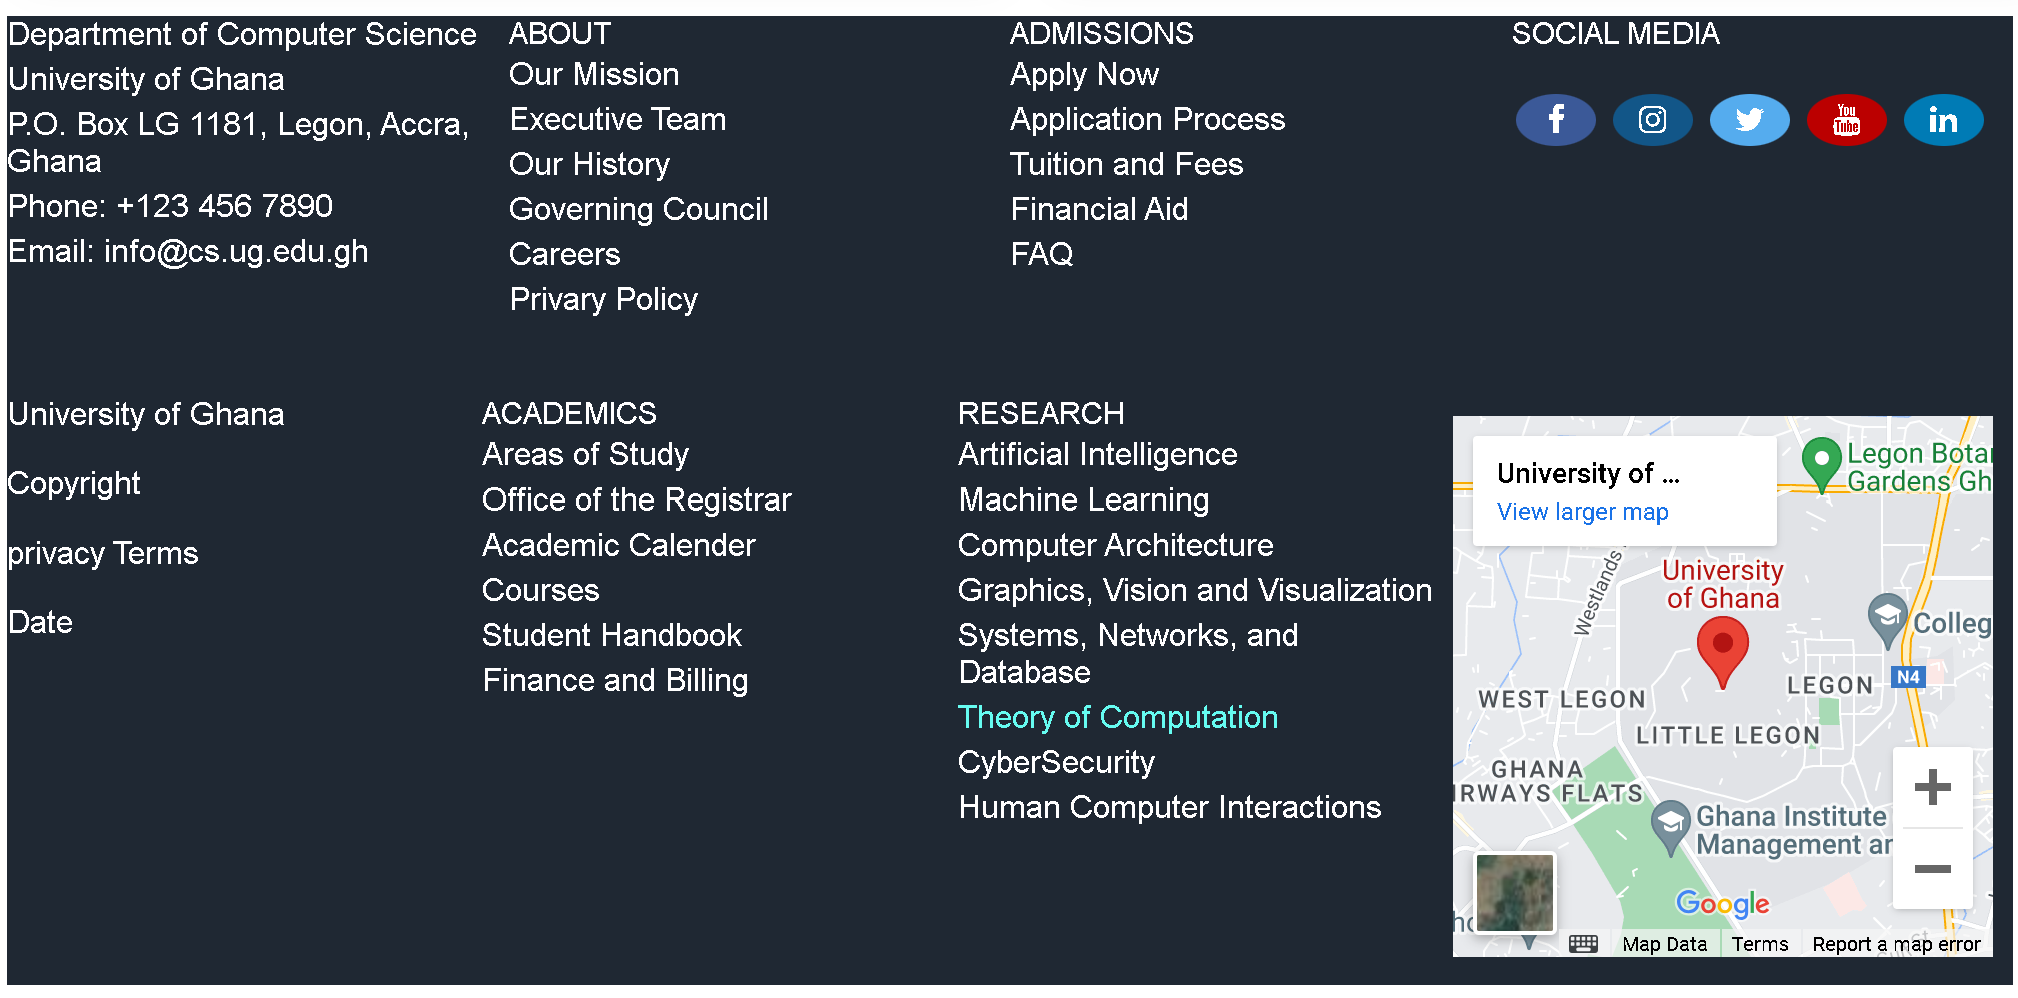 Department of Computer Science
University of Ghana
P.O. Box LG 1181, Legon, Accra,
Ghana
Phone: +123 456 7890
Email: info@cs.ug.edu.gh
ABOUT
Our Mission
Executive Team
Our History
Governing Council
Careers
Privary Policy
ADMISSIONS
Apply Now
Application Process
Tuition and Fees
Financial Aid
FAQ
SOCIAL MEDIA
You
Tube
in
University of Ghana
Copyright
privacy Terms
Date
ACADEMICS
Areas of Study
Office of the Registrar
Academic Calender
Courses
Student Handbook
Finance and Billing
RESEARCH
Artificial Intelligence
Machine Learning
Computer Architecture
Graphics, Vision and Visualization
Systems, Networks, and
Database
Theory of Computation
CyberSecurity
Human Computer Interactions
University of ...
View larger map
Legon Botan
Gardens Gh
Westlands
University
of Ghana
Colleg
N4
LEGON
WEST LEGON
LITTLE LEGON
GHANA
IRWAYS FLATS
Ghana Institute
Management an
Google
Map Data
Terms
Report a map error